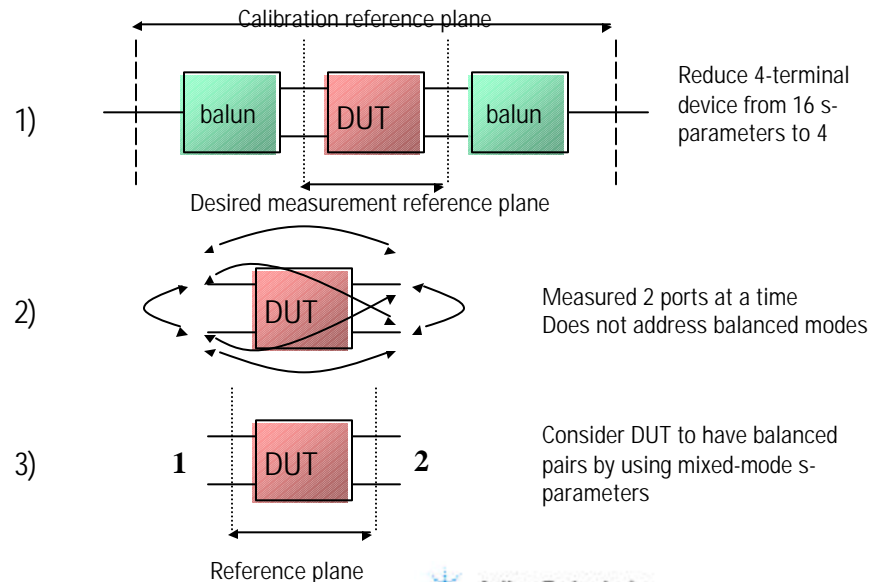 Calibration reference plane
1)
balun
DUT
balun
Reduce 4-terminal
device from 16 s-
parameters to 4
Desired measurement reference plane
2)
DUT
Measured 2 ports at a time
Does not address balanced modes
3)
1
DUT
2
Consider DUT to have balanced
pairs by using mixed-mode s-
parameters
Reference plane